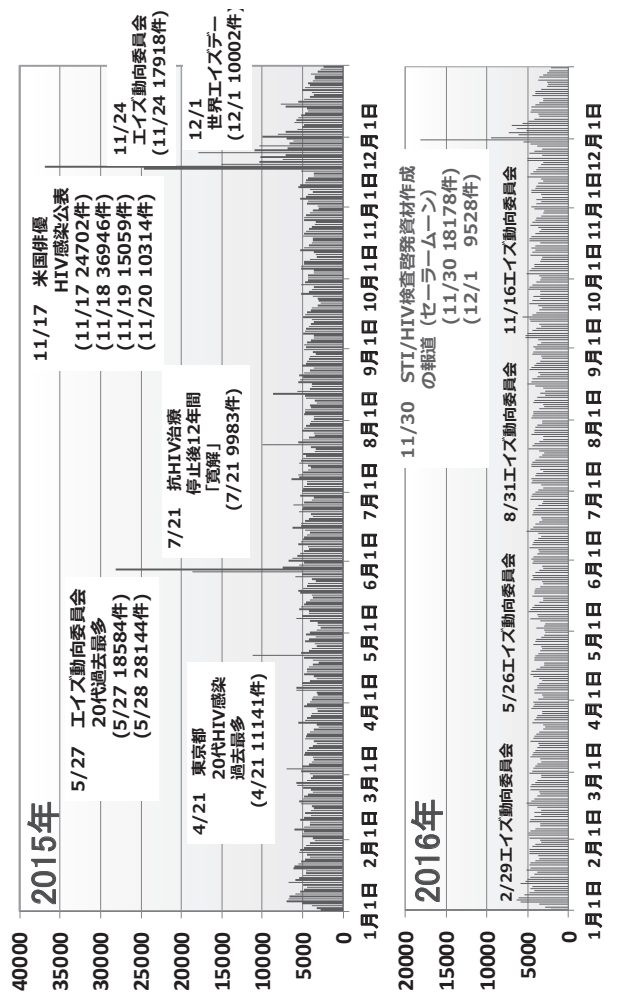 2015年
40000
35000
30000
25000
20000
15000
10000
5000
0
5/27 エイズ動向委員会
20代過去最多
(5/27 18584件)
(5/28 28144件)
4/21 東京都
20代HIV感染
過去最多
(4/21 11141件)
7/21 抗HIV治療
停止後12年間
「寛解」
(7/21 9983件)
11/17 米国俳優
HIV感染公表
(11/17 24702件)
(11/18 36946件)
(11/19 15059件)
(11/20 10314件)
11/24
エイズ動向委員会
(11/24 17918件)
12/1
世界エイズデー
(12/1 10002件)
1月1日 2月1日 3月1日 4月1日 5月1日 6月1日 7月1日 8月1日 9月1日 10月1日 11月1日 12月1日
2016年
20000
15000
10000
5000
0
11/30 STI/HIV検査啓発資材作成
の報道（セーラームーン）
(11/30 18178件)
(12/1 9528件)
2/29エイズ動向委員会 5/26エイズ動向委員会 8/31エイズ動向委員会 11/16エイズ動向委員会
1月1日 2月1日 3月1日 4月1日 5月1日 6月1日 7月1日 8月1日 9月1日 10月1日 11月1日 12月1日